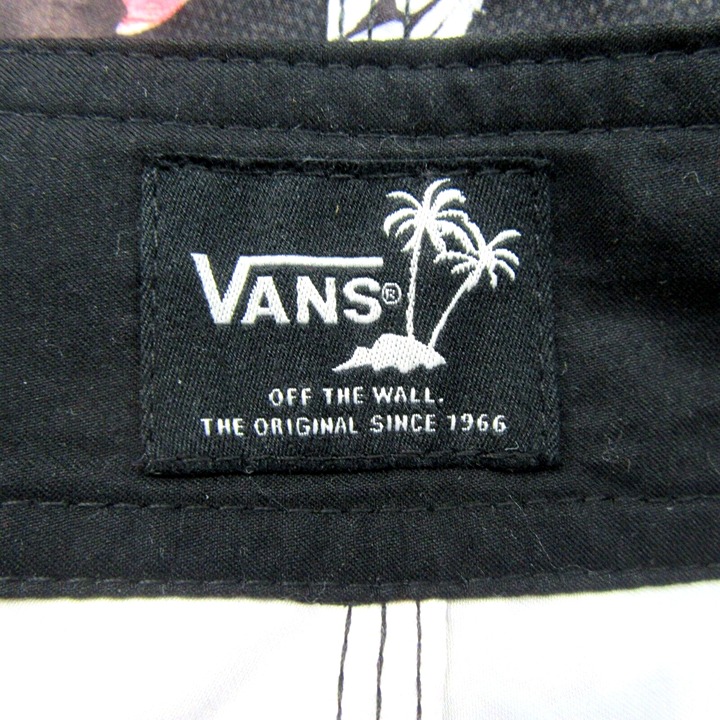 VANS®
OFF THE WALL.
THE ORIGINAL SINCE 1966